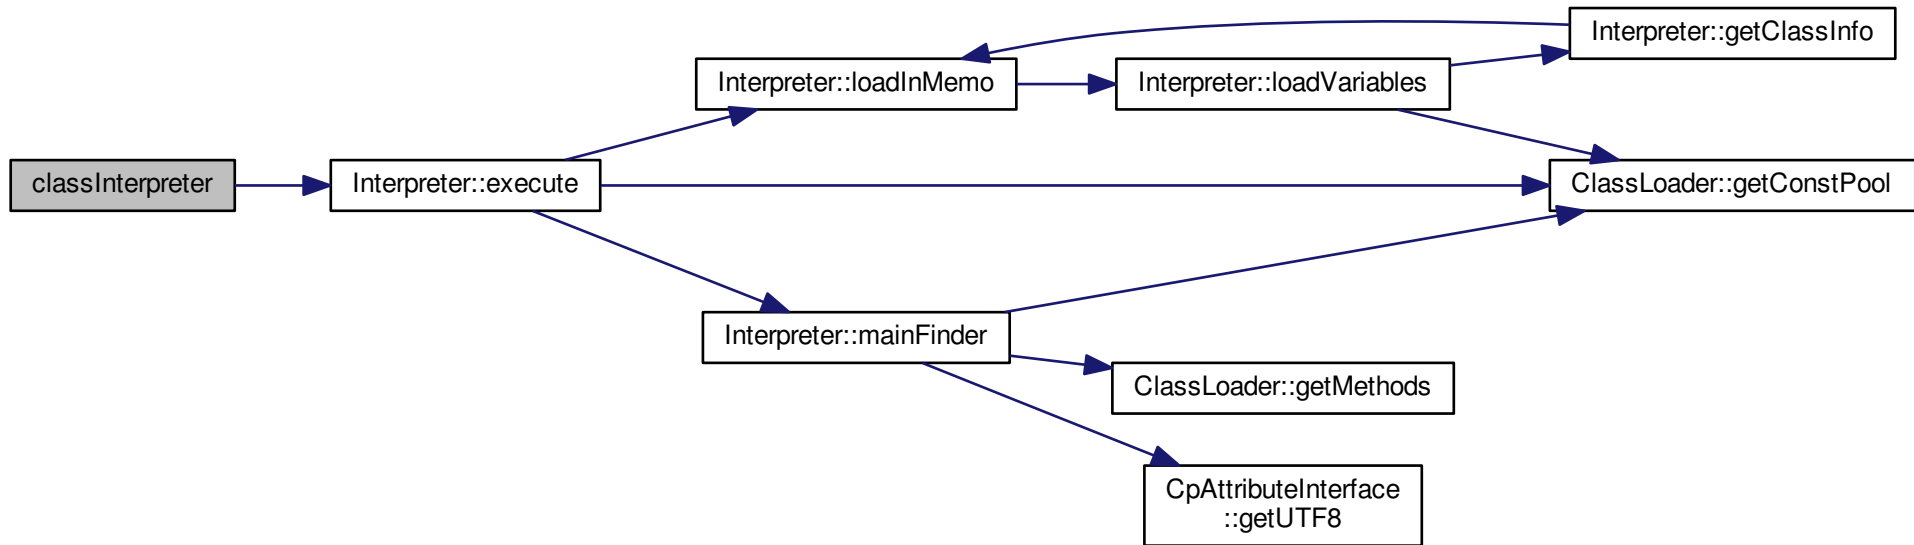 Interpreter::getClassInfo
Interpreter::loadInMemo
Interpreter::loadVariables
classInterpreter
Interpreter::execute
ClassLoader::getConstPool
Interpreter::mainFinder
ClassLoader::getMethods
CpAttributeInterface
::getUTF8